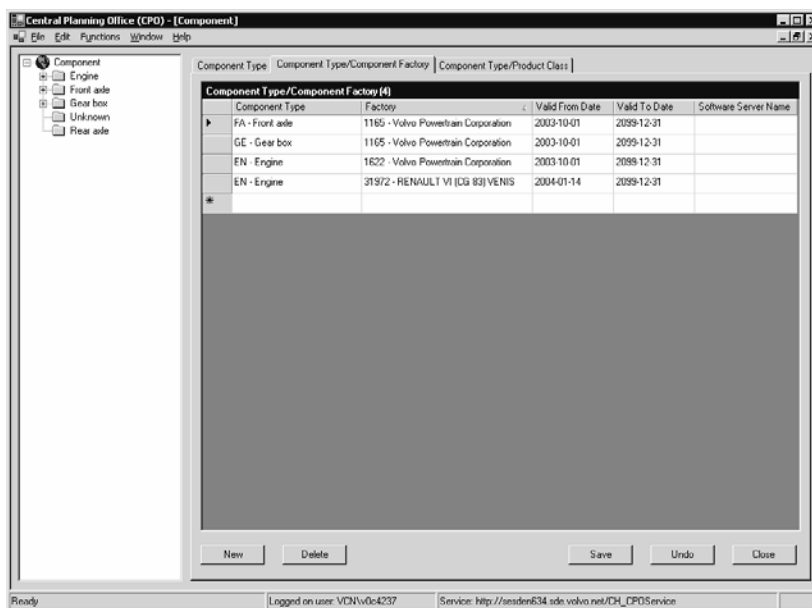 Central Planning Office (CPO) - [Component]
File Edit Functions Window Help
Component
Engine
Front axle
Gear box
Unknown
Rear axle
Component Type Component Type/Component Factory Component Type/Product Class
Component Type/Component Factory (4)
Component Type Factory Valid From Date Valid To Date Software Server Name
FA - Front axle 1165 - Volvo Powertrain Corporation 2003-10-01 2099-12-31
GE - Gear box 1165 - Volvo Powertrain Corporation 2003-10-01 2099-12-31
EN - Engine 1622 - Volvo Powertrain Corporation 2003-10-01 2099-12-31
EN - Engine 31972 - RENAULT VI (CG 83) VENIS 2004-01-14 2099-12-31
New Delete Save Undo Close
Ready Logged on user: VCN\v0c4237 Service: http://sesden634.sde.volvo.net/CH_CPOService